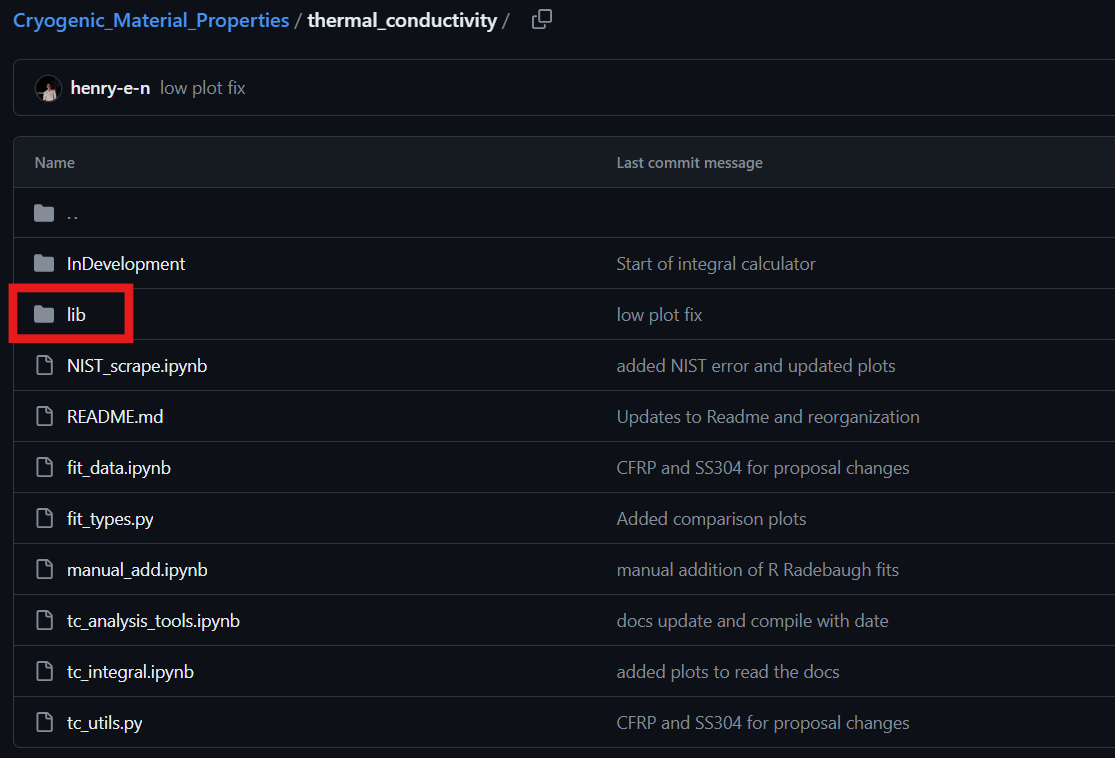 Cryogenic_Material_Properties / thermal_conductivity /
henry-e-n low plot fix
Name Last commit message
..
InDevelopment Start of integral calculator
lib low plot fix
NIST_scrape.ipynb added NIST error and updated plots
README.md Updates to Readme and reorganization
fit_data.ipynb CFRP and SS304 for proposal changes
fit_types.py Added comparison plots
manual_add.ipynb manual addition of R Radebaugh fits
tc_analysis_tools.ipynb docs update and compile with date
tc_integral.ipynb added plots to read the docs
tc_utils.py CFRP and SS304 for proposal changes